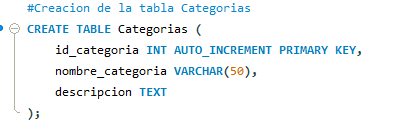 #Creacion de la tabla Categorias
CREATE TABLE Categorias (
id_categoria INT AUTO_INCREMENT PRIMARY KEY,
nombre_categoria VARCHAR(50),
descripcion TEXT
);